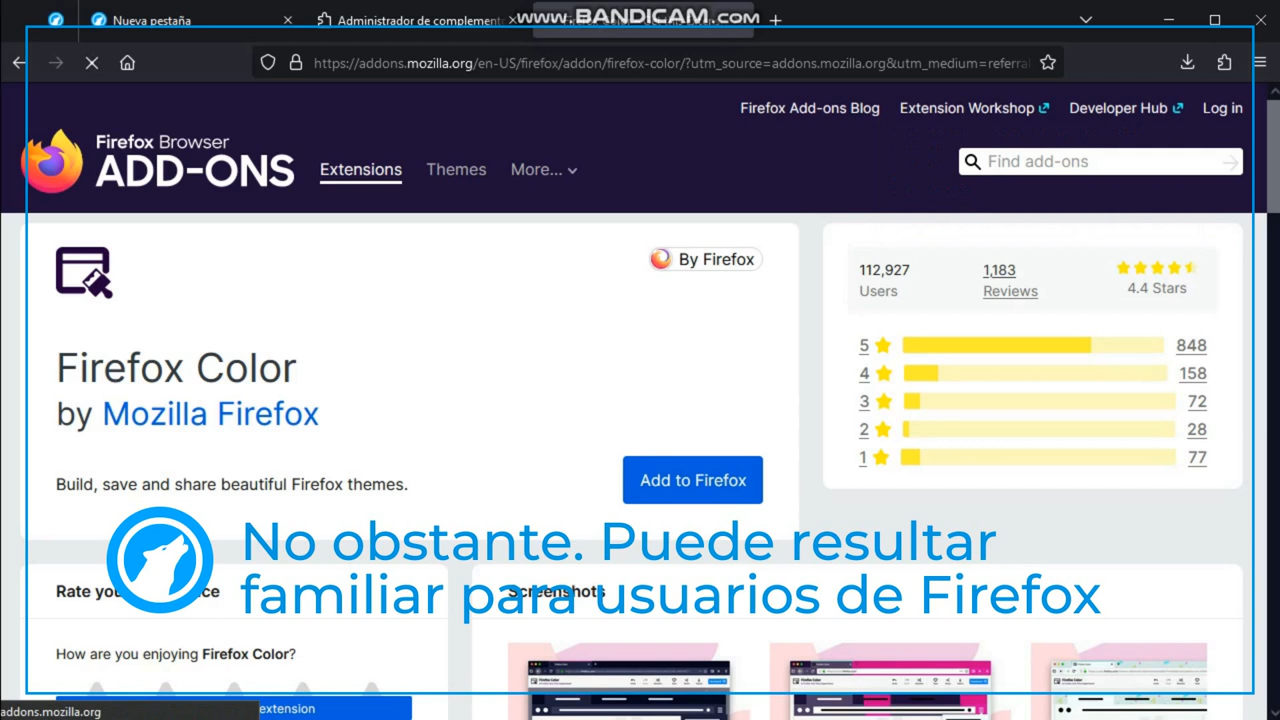 Nueva pestaña
Administrador de complement
www.BANDICAM.com
https://addons.mozilla.org/en-US/firefox/addon/firefox-color/?utm_source=addons.mozilla.org&utm_medium=referra
Firefox Add-ons Blog
Extension Workshop
Developer Hub
Log in
Firefox Browser
ADD-ONS
Extensions
Themes
More...
Find add-ons
By Firefox
Firefox Color
by Mozilla Firefox
Build, save and share beautiful Firefox themes.
Add to Firefox
112,927
Users
1,183
Reviews
4.4 Stars
5 848
4 158
3 72
2 28
1 77
No obstante. Puede resultar
familiar para usuarios de Firefox
Rate your
Screenshots
How are you enjoying Firefox Color?
extension
addons.mozilla.org